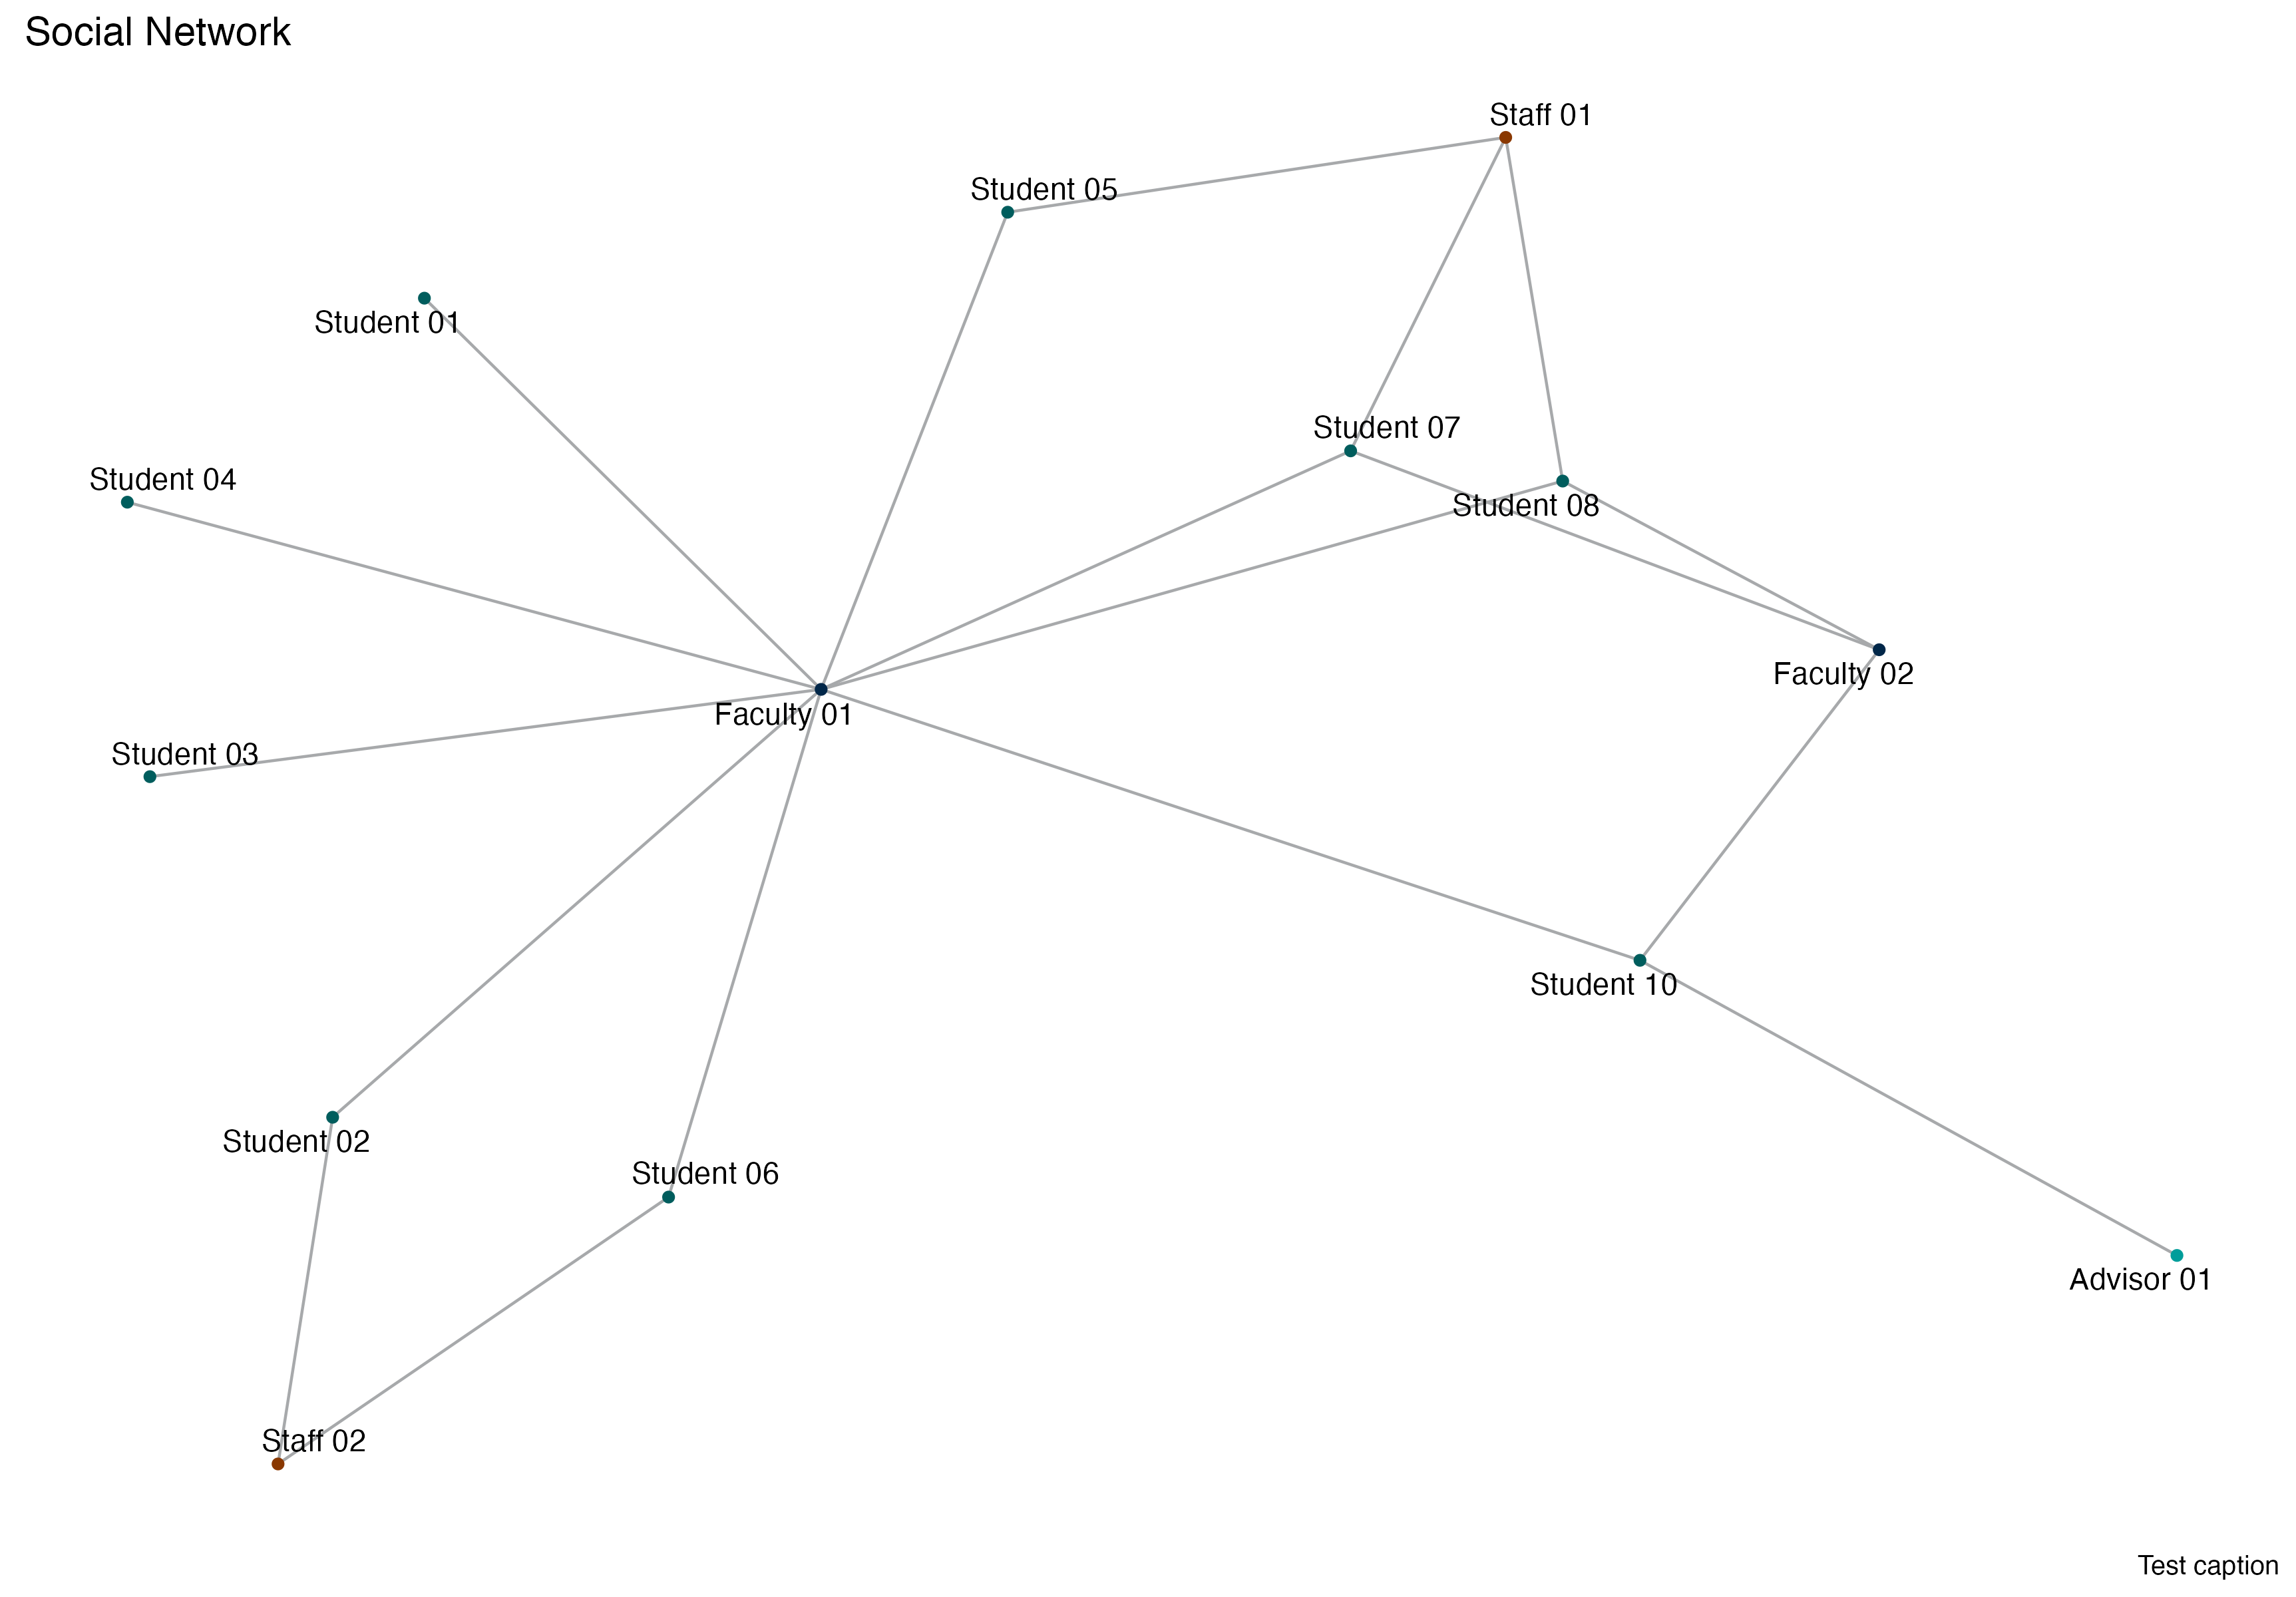 Social Network
Staff 01
Student 05
Student 01
Student 07
Student 04
Student 08
Faculty 02
Faculty 01
Student 03
Student 10
Student 02
Student 06
Advisor 01
Staff 02
Test caption